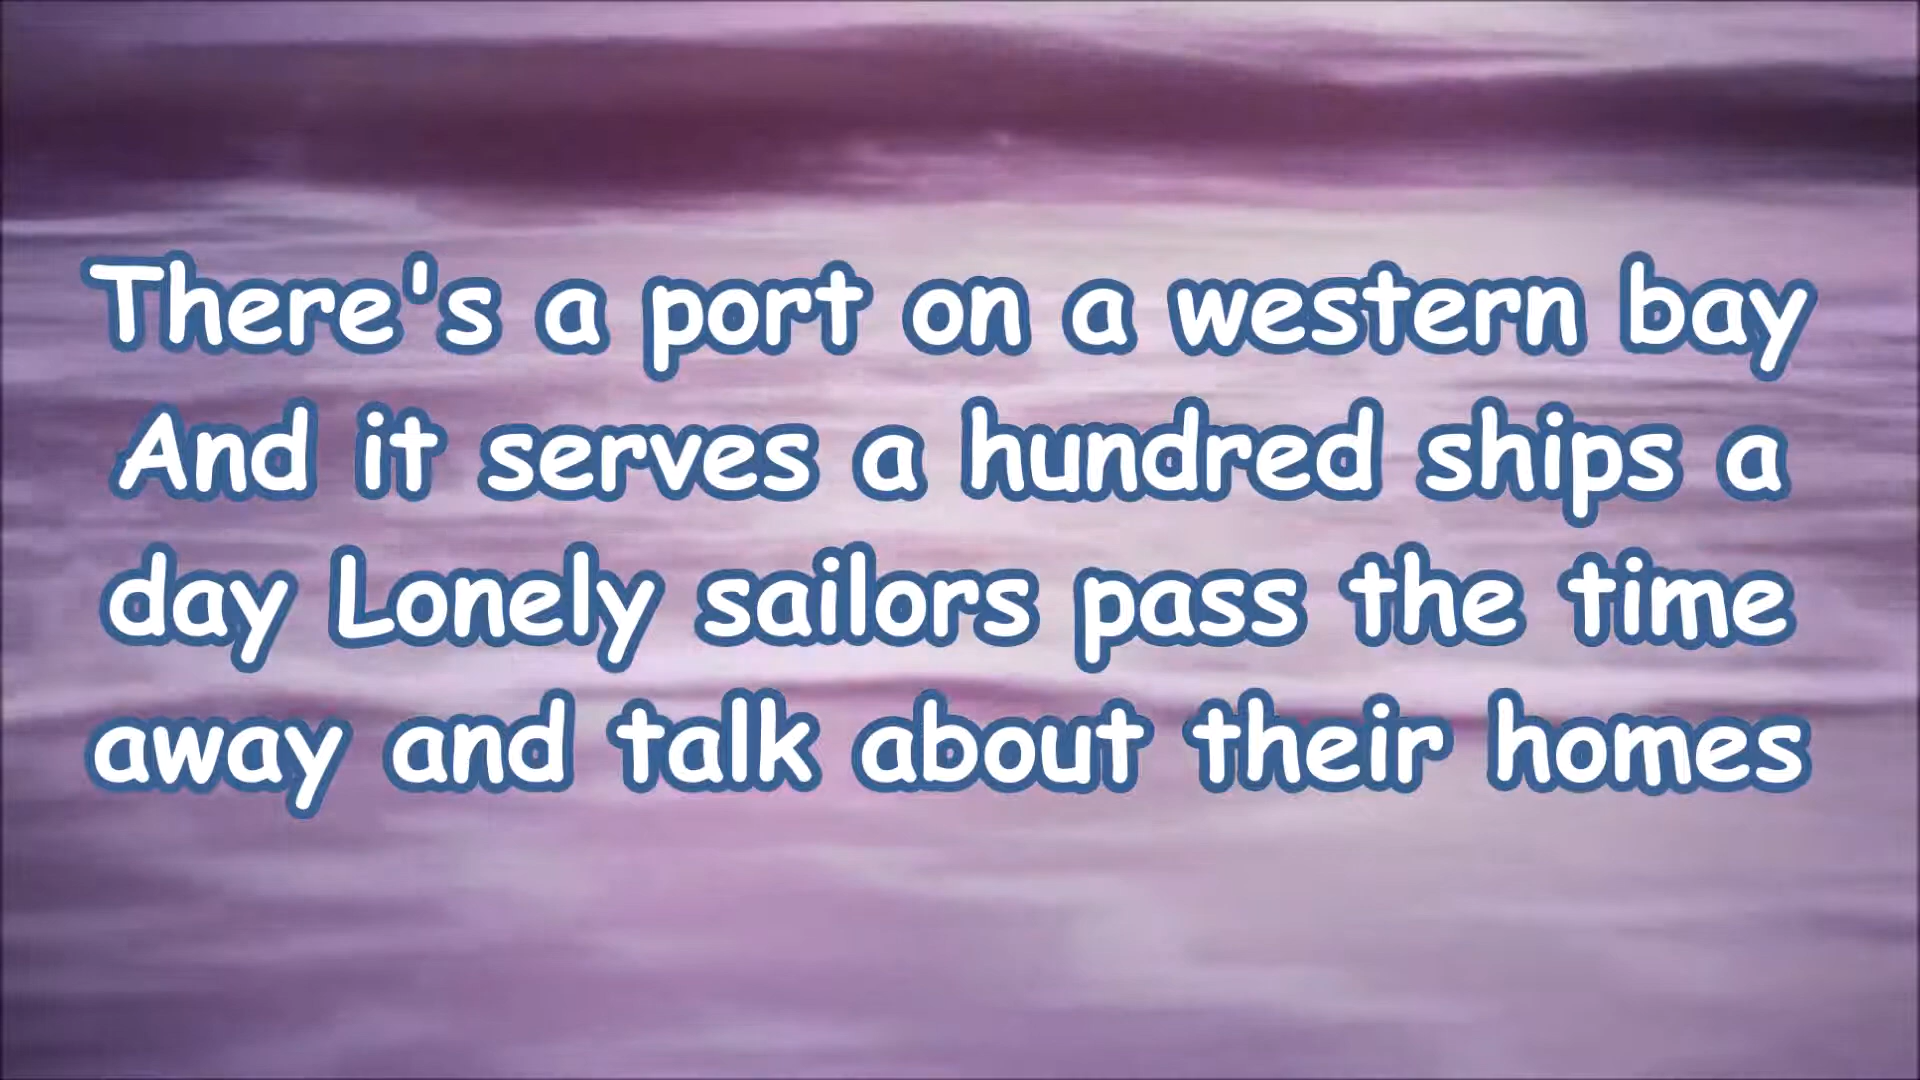 There's a port on a western bay
And it serves a hundred ships a
day Lonely sailors pass the time
away and talk about their homes